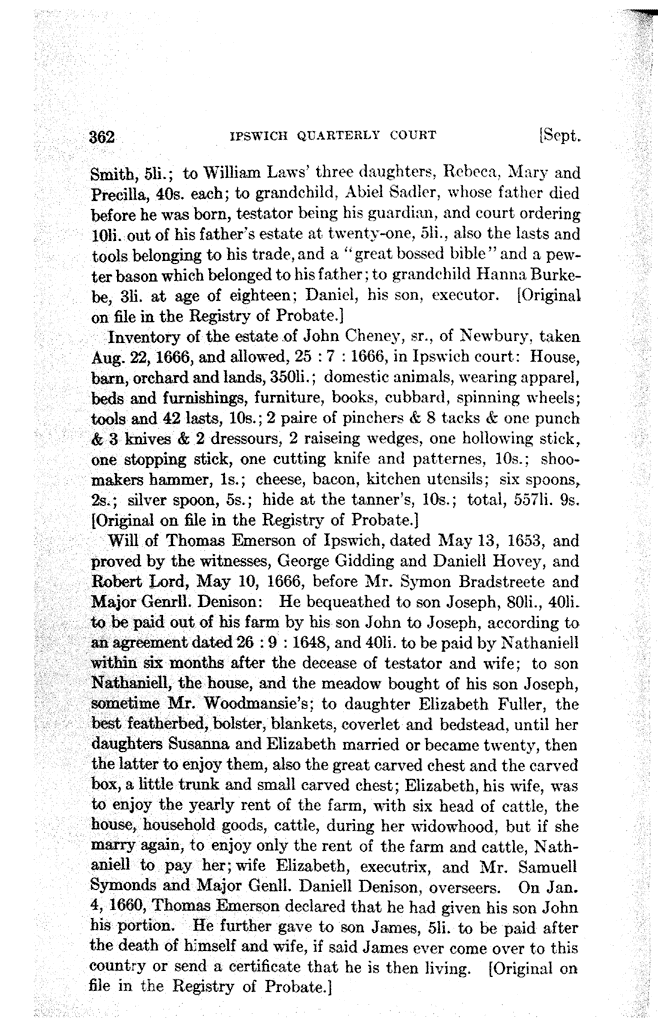 362 IPSWICH QUARTERLY COURT [Sept.
Smith, 5li.; to William Laws' three daughters, Rebeca, Mary and
Precilla, 40s. each; to grandchild, Abiel Sadler, whose father died
before he was born, testator being his guardian, and court ordering
10li. out of his father's estate at twenty-one, 5li., also the lasts and
tools belonging to his trade, and a "great bossed bible" and a pew-
ter bason which belonged to his father; to grandchild Hanna Burke-
be, 3li. at age of eighteen; Daniel, his son, executor. [Original
on file in the Registry of Probate.]
Inventory of the estate of John Cheney, sr., of Newbury, taken
Aug. 22, 1666, and allowed, 25 : 7 : 1666, in Ipswich court: House,
barn, orchard and lands, 350li.; domestic animals, wearing apparel,
beds and furnishings, furniture, books, cubbard, spinning wheels;
tools and 42 lasts, 10s.; 2 paire of pinchers & 8 tacks & one punch
& 3 knives & 2 dressours, 2 raiseing wedges, one hollowing stick,
one stopping stick, one cutting knife and patternes, 10s.; shoo-
makers hammer, 1s.; cheese, bacon, kitchen utensils; six spoons,
2s.; silver spoon, 5s.; hide at the tanner's, 10s.; total, 557li. 9s.
[Original on file in the Registry of Probate.]
Will of Thomas Emerson of Ipswich, dated May 13, 1653, and
proved by the witnesses, George Gidding and Daniell Hovey, and
Robert Lord, May 10, 1666, before Mr. Symon Bradstreete and
Major Genrll. Denison: He bequeathed to son Joseph, 80li., 40li.
to be paid out of his farm by his son John to Joseph, according to
an agreement dated 26 : 9 : 1648, and 40li. to be paid by Nathaniell
within six months after the decease of testator and wife; to son
Nathaniell, the house, and the meadow bought of his son Joseph,
sometime Mr. Woodmansie's; to daughter Elizabeth Fuller, the
best featherbed, bolster, blankets, coverlet and bedstead, until her
daughters Susanna and Elizabeth married or became twenty, then
the latter to enjoy them, also the great carved chest and the carved
box, a little trunk and small carved chest; Elizabeth, his wife, was
to enjoy the yearly rent of the farm, with six head of cattle, the
house, household goods, cattle, during her widowhood, but if she
marry again, to enjoy only the rent of the farm and cattle, Nath-
aniell to pay her; wife Elizabeth, executrix, and Mr. Samuell
Symonds and Major Genll. Daniell Denison, overseers. On Jan.
4, 1660, Thomas Emerson declared that he had given his son John
his portion. He further gave to son James, 5li. to be paid after
the death of himself and wife, if said James ever come over to this
country or send a certificate that he is then living. [Original on
file in the Registry of Probate.]